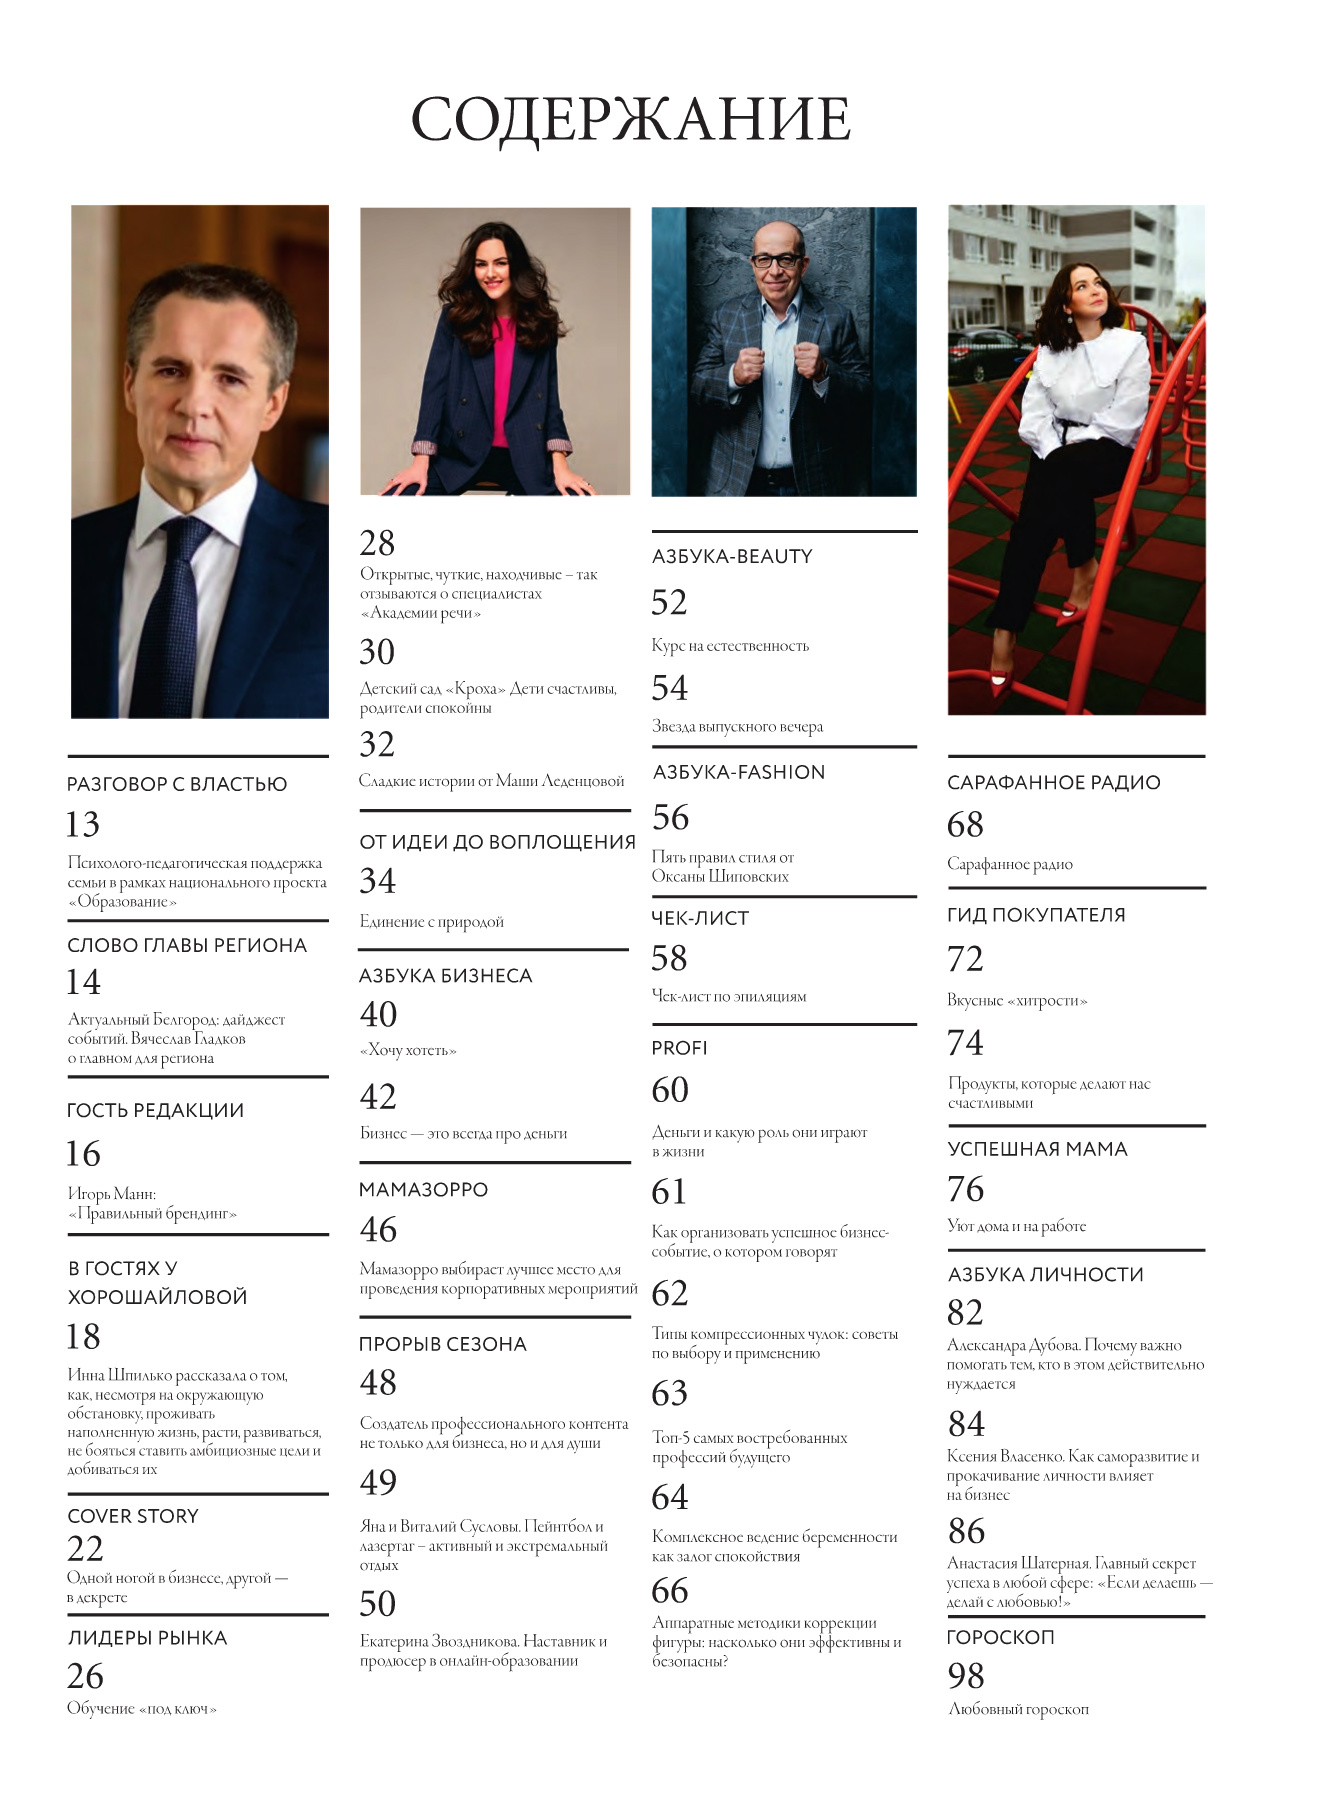 СОДЕРЖАНИЕ
РАЗГОВОР С ВЛАСТЬЮ
13
Психолого-педагогическая поддержка
семьи в рамках национального проекта
«Образование»
СЛОВО ГЛАВЫ РЕГИОНА
14
Актуальный Белгород: дайджест
событий. Вячеслав Гладков
о главном для региона
ГОСТЬ РЕДАКЦИИ
16
Игорь Манн:
«Правильный брендинг»
В ГОСТЯХ У
ХОРОШАЙЛОВОЙ
18
Инна Шпилько рассказала о том,
как, несмотря на окружающую
обстановку, проживать
наполненную жизнь, расти, развиваться,
не бояться ставить амбициозные цели и
добиваться их
COVER STORY
22
Одной ногой в бизнесе, другой —
в декрете
ЛИДЕРЫ РЫНКА
26
Обучение «под ключ»
28
Открытые, чуткие, находчивые – так
отзываются о специалистах
«Академии речи»
30
Детский сад «Кроха» Дети счастливы,
родители спокойны
32
Сладкие истории от Маши Леденцовой
ОТ ИДЕИ ДО ВОПЛОЩЕНИЯ
34
Единение с природой
АЗБУКА БИЗНЕСА
40
«Хочу хотеть»
42
Бизнес — это всегда про деньги
МАМАЗОРРО
46
Мамазорро выбирает лучшее место для
проведения корпоративных мероприятий
ПРОРЫВ СЕЗОНА
48
Создатель профессионального контента
не только для бизнеса, но и для души
49
Яна и Виталий Сусловы. Пейнтбол и
лазертаг – активный и экстремальный
отдых
50
Екатерина Звоздникова. Наставник и
продюсер в онлайн-образовании
АЗБУКА-BEAUTY
52
Курс на естественность
54
Звезда выпускного вечера
АЗБУКА-FASHION
56
Пять правил стиля от
Оксаны Шиповских
ЧЕК-ЛИСТ
58
Чек-лист по эпиляциям
PROFI
60
Деньги и какую роль они играют
в жизни
61
Как организовать успешное бизнес-
событие, о котором говорят
62
Типы компрессионных чулок: советы
по выбору и применению
63
Топ-5 самых востребованных
профессий будущего
64
Комплексное ведение беременности
как залог спокойствия
66
Аппаратные методики коррекции
фигуры: насколько они эффективны и
безопасны?
САРАФАННОЕ РАДИО
68
Сарафанное радио
ГИД ПОКУПАТЕЛЯ
72
Вкусные «хитрости»
74
Продукты, которые делают нас
счастливыми
УСПЕШНАЯ МАМА
76
Уют дома и на работе
АЗБУКА ЛИЧНОСТИ
82
Александра Дубова. Почему важно
помогать тем, кто в этом действительно
нуждается
84
Ксения Власенко. Как саморазвитие и
прокачивание личности влияет
на бизнес
86
Анастасия Шатерная. Главный секрет
успеха в любой сфере: «Если делаешь —
делай с любовью!»
ГОРОСКОП
98
Любовный гороскоп